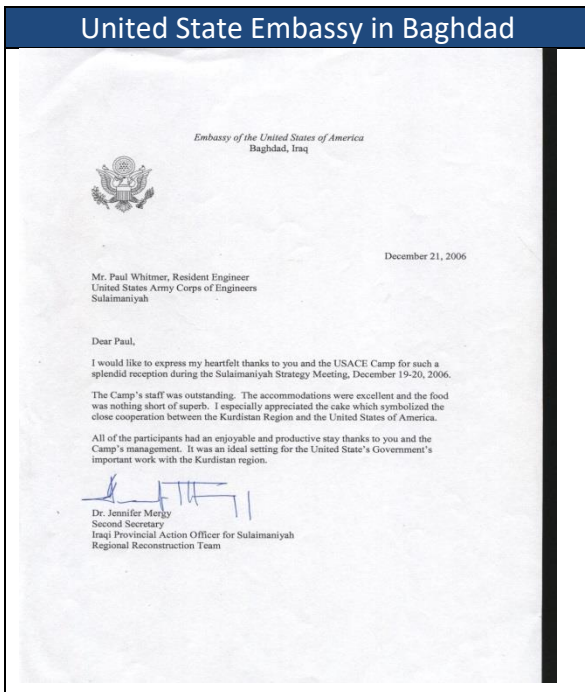 United State Embassy in Baghdad
Embassy of the United States of America
Baghdad, Iraq
December 21, 2006
Mr. Paul Whitmer, Resident Engineer
United States Army Corps of Engineers
Sulaimaniyah
Dear Paul,
I would like to express my heartfelt thanks to you and the USACE Camp for such a
splendid reception during the Sulaimaniyah Strategy Meeting, December 19-20, 2006.
The Camp's staff was outstanding. The accommodations were excellent and the food
was nothing short of superb. I especially appreciated the cake which symbolized the
close cooperation between the Kurdistan Region and the United States of America.
All of the participants had an enjoyable and productive stay thanks to you and the
Camp's management. It was an ideal setting for the United State's Government's
important work with the Kurdistan region.
Dr. Jennifer Mergy
Second Secretary
Iraqi Provincial Action Officer for Sulaimaniyah
Regional Reconstruction Team